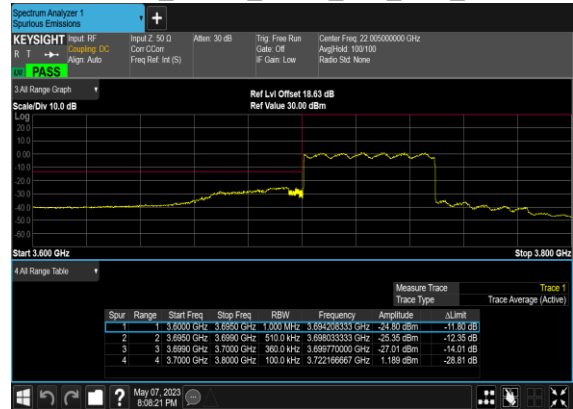 Spectrum Analyzer 1
Spurious Emissions
+
KEYSIGHT Input: RF Input Z: 50 Ω Atten: 30 dB Trig: Free Run Center Freq: 22.005000000 GHz
R T Coupling: DC Corr CCorr Gate: Off Avg|Hold: 100/100
Align: Auto Freq Ref: Int (S) IF Gain: Low Radio Std: None
LW PASS
3 All Range Graph
Ref Lvl Offset 18.63 dB
Scale/Div 10.0 dB Ref Value 30.00 dBm
Log
20.0
10.0
0.00
-10.0
-20.0
-30.0
-40.0
-50.0
-60.0
Start 3.600 GHz Stop 3.800 GHz
4 All Range Table
Measure Trace Trace 1
Trace Type Trace Average (Active)
Spur Range Start Freq Stop Freq RBW Frequency Amplitude ΔLimit
1 1 3.6000 GHz 3.6950 GHz 1.000 MHz 3.694208333 GHz -24.80 dBm -11.80 dB
2 2 3.6950 GHz 3.6990 GHz 510.0 kHz 3.698033333 GHz -25.35 dBm -12.35 dB
3 3 3.6990 GHz 3.7000 GHz 360.0 kHz 3.699770000 GHz -27.01 dBm -14.01 dB
4 4 3.7000 GHz 3.8000 GHz 100.0 kHz 3.722166667 GHz 1.189 dBm -28.81 dB
? May 07, 2023
8:08:21 PM